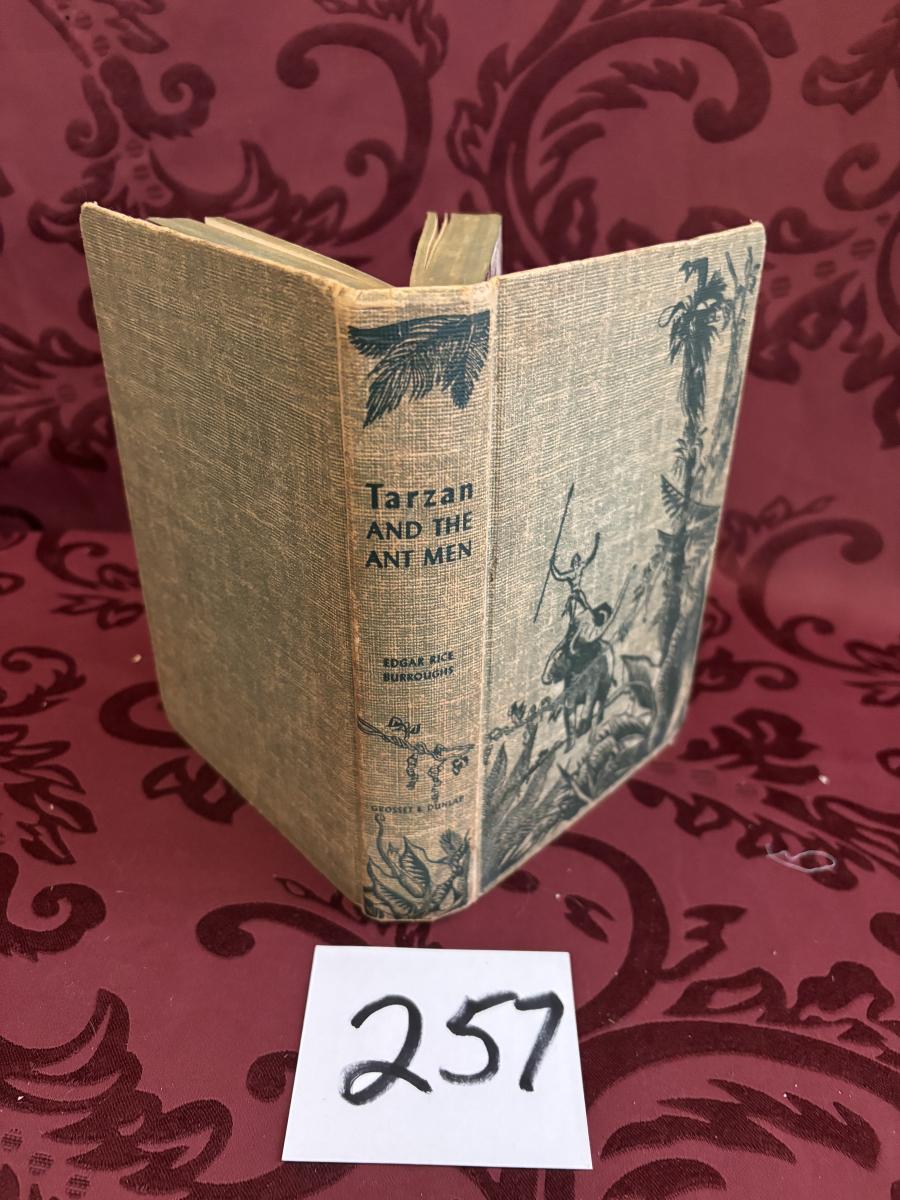 Tarzan
AND THE
ANT MEN
EDGAR RICE
BURROUGHS
GROSSET & DUNLAP
257